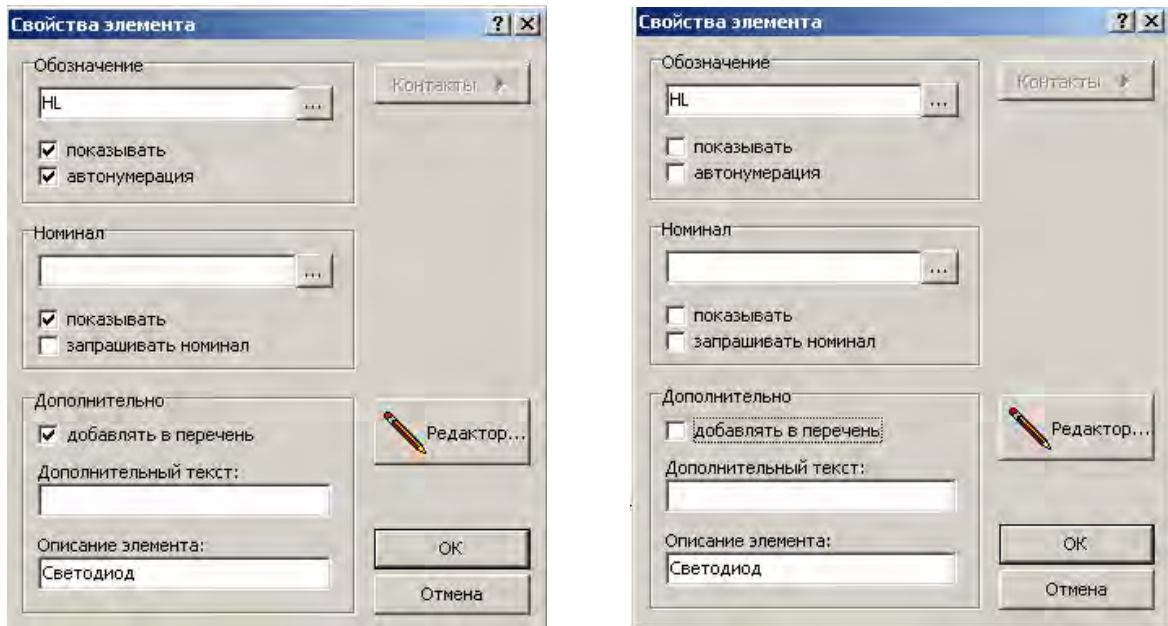 Свойства элемента
Обозначение
HL
...
показывать
автонумерация
Контакты
Номинал
...
показывать
запрашивать номинал
Дополнительно
добавлять в перечень
Дополнительный текст:
Описание элемента:
Светодиод
Редактор...
ОК
Отмена
Свойства элемента
Обозначение
HL
...
показывать
автонумерация
Контакты
Номинал
...
показывать
запрашивать номинал
Дополнительно
добавлять в перечень
Дополнительный текст:
Описание элемента:
Светодиод
Редактор...
ОК
Отмена